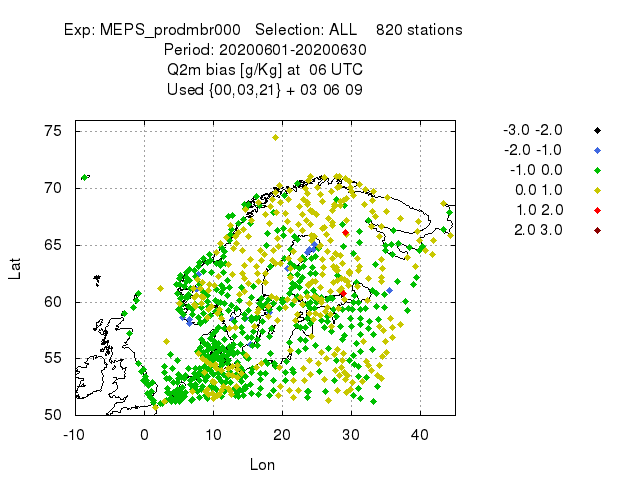 Exp: MEPS_prodmbr000 Selection: ALL 820 stations
Period: 20200601-20200630
Q2m bias [g/Kg] at 06 UTC
Used {00,03,21} + 03 06 09
-3.0 -2.0
-2.0 -1.0
-1.0 0.0
0.0 1.0
1.0 2.0
2.0 3.0
75
70
65
60
55
50
Lat
-10 0 10 20 30 40
Lon